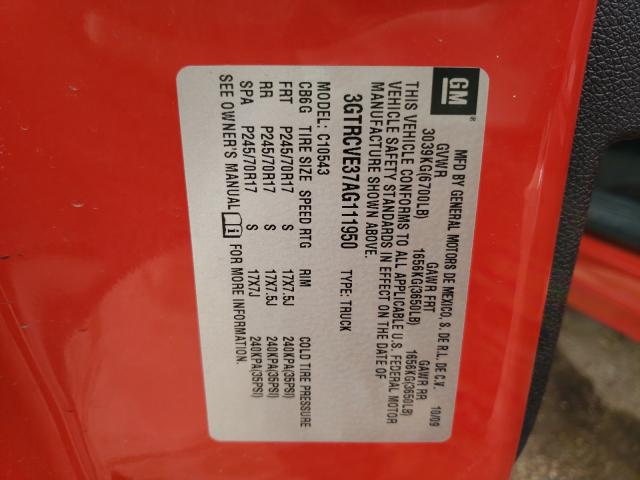 GM ®
MFD BY GENERAL MOTORS DE MEXICO, S. DE R.L. DE C.V. 10/09
GVWR GAWR FRT GAWR RR
3039KG(6700LB) 1656KG(3650LB) 1656KG(3650LB)
THIS VEHICLE CONFORMS TO ALL APPLICABLE U.S. FEDERAL MOTOR
VEHICLE SAFETY STANDARDS IN EFFECT ON THE DATE OF
MANUFACTURE SHOWN ABOVE.
3GTRCVE37AG111950 TYPE: TRUCK
MODEL: C10543
CB6G TIRE SIZE SPEED RTG RIM COLD TIRE PRESSURE
FRT P245/70R17 S 17X7.5J 240KPA(35PSI)
RR P245/70R17 S 17X7.5J 240KPA(35PSI)
SPA P245/70R17 S 17X7J 240KPA(35PSI)
SEE OWNER'S MANUAL FOR MORE INFORMATION.